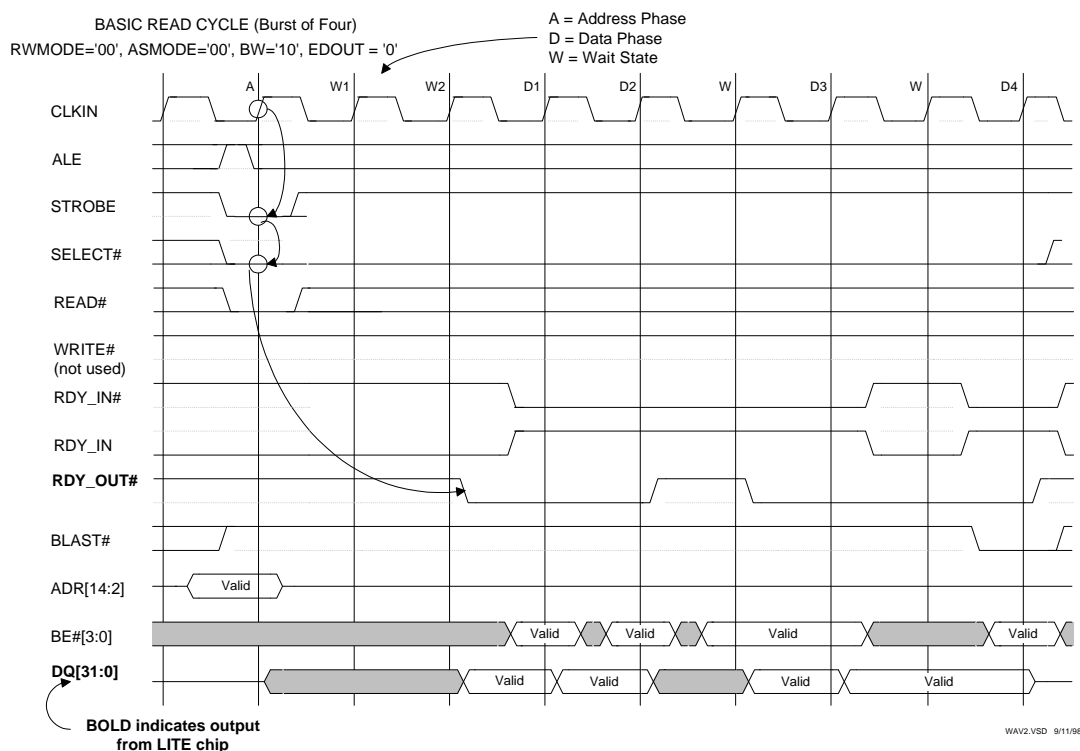 BASIC READ CYCLE (Burst of Four)
RWMODE='00', ASMODE='00', BW='10', EDOUT = '0'
A = Address Phase
D = Data Phase
W = Wait State
A W1 W2 D1 D2 W D3 W D4
CLKIN
ALE
STROBE
SELECT#
READ#
WRITE#
(not used)
RDY_IN#
RDY_IN
RDY_OUT#
BLAST#
ADR[14:2] Valid
BE#[3:0] Valid Valid Valid Valid
DQ[31:0] Valid Valid Valid Valid
BOLD indicates output
from LITE chip
WAV2.VSD 9/11/98